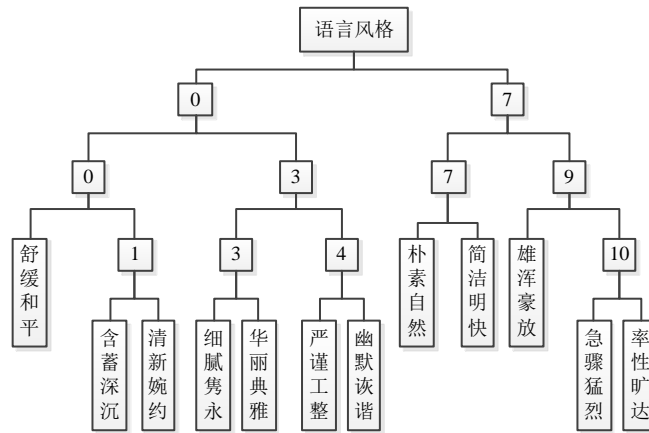 语言风格
0
7
0
3
7
9
舒缓和平
1
3
4
朴素自然
简洁明快
雄浑豪放
10
含蓄深沉
清新婉约
细腻隽永
华丽典雅
严谨工整
幽默诙谐
急骤猛烈
率性旷达